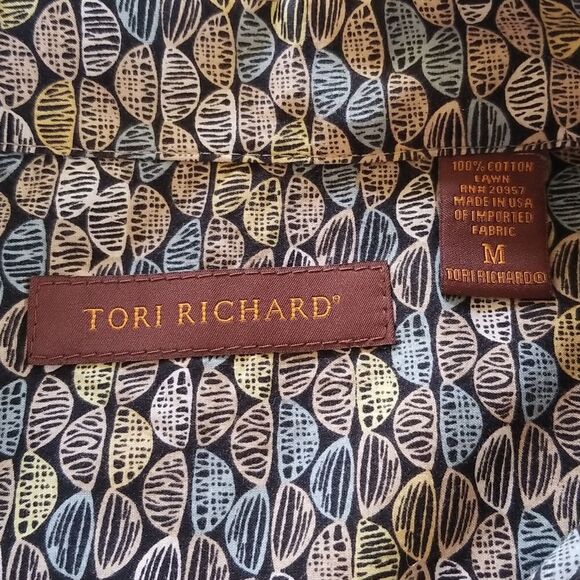 100% COTTON
LAWN
RN# 20957
MADE IN USA
OF IMPORTED
FABRIC
M
TORI RICHARD®
TORI RICHARD®